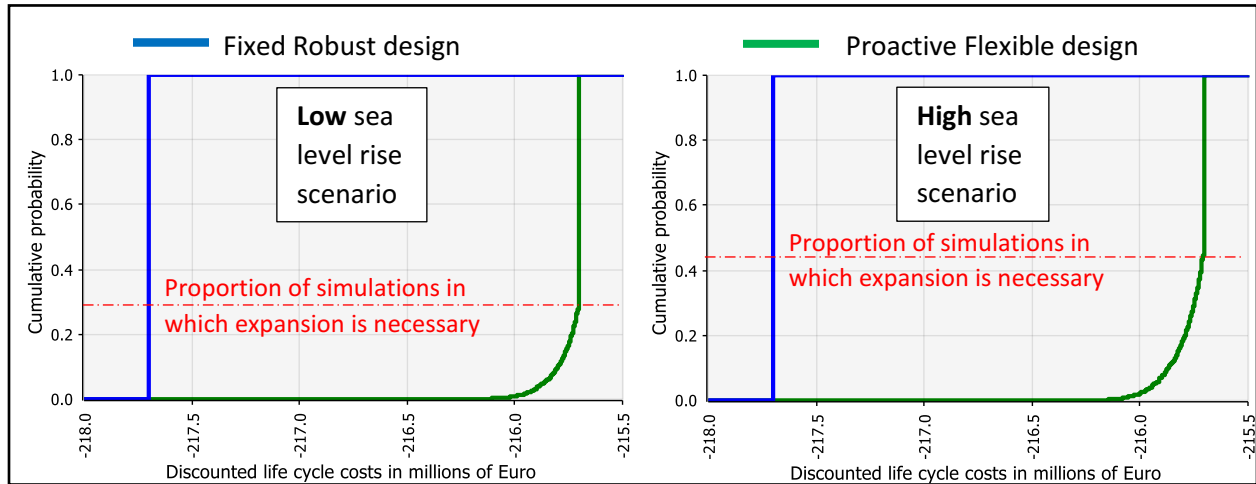 Fixed Robust design
Proactive Flexible design
1.0
0.8
0.6
0.4
0.2
0.0
Cumulative probability
Low sea
level rise
scenario
Proportion of simulations in
which expansion is necessary
-218.0
-217.5
-217.0
-216.5
-216.0
-215.5
Discounted life cycle costs in millions of Euro
1.0
0.8
0.6
0.4
0.2
0.0
Cumulative probability
High sea
level rise
scenario
Proportion of simulations in
which expansion is necessary
-218.0
-217.5
-217.0
-216.5
-216.0
-215.5
Discounted life cycle costs in millions of Euro